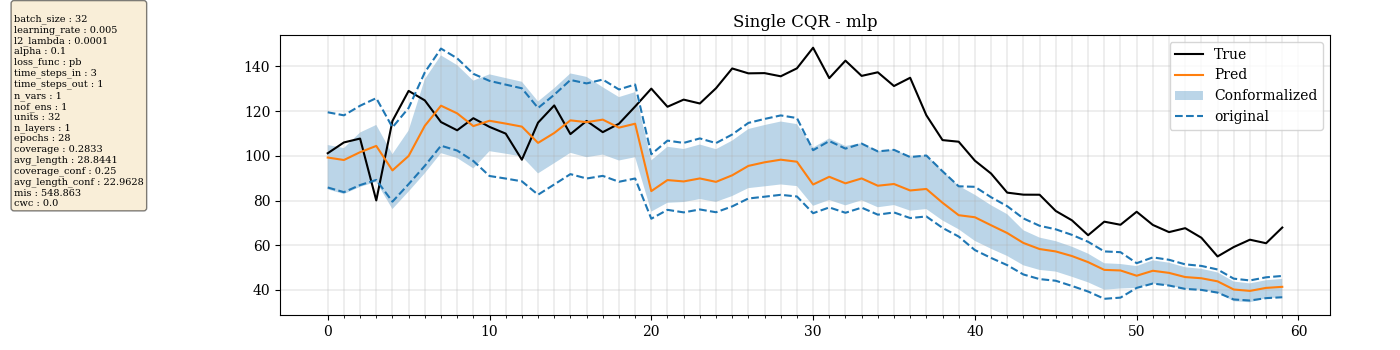 batch_size : 32
learning_rate : 0.005
l2_lambda : 0.0001
alpha : 0.1
loss_func : pb
time_steps_in : 3
time_steps_out : 1
n_vars : 1
nof_ens : 1
units : 32
n_layers : 1
epochs : 28
coverage : 0.2833
avg_length : 28.8441
coverage_conf : 0.25
avg_length_conf : 22.9628
mis : 548.863
cwc : 0.0
Single CQR - mlp
True
Pred
Conformalized
original
140
120
100
80
60
40
0 10 20 30 40 50 60